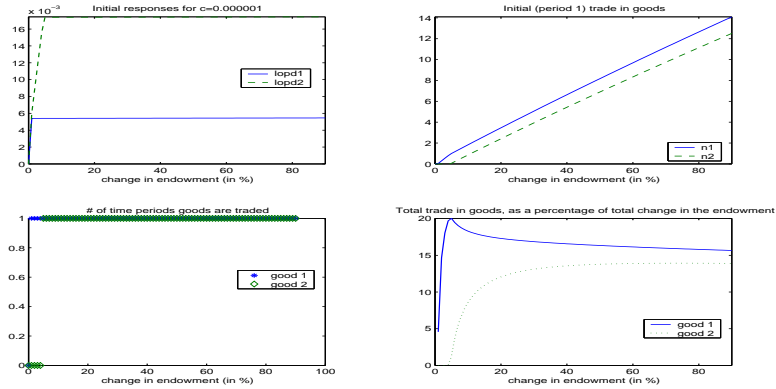 Initial responses for c=0.000001
x 10⁻³
16
14
12
10
8
6
4
2
0
lopd1
lopd2
0 20 40 60 80
change in endowment (in %)
Initial (period 1) trade in goods
14
12
10
8
6
4
2
0
n1
n2
0 20 40 60 80
change in endowment (in %)
# of time periods goods are traded
1
0.8
0.6
0.4
0.2
0
good 1
good 2
0 20 40 60 80 100
change in endowment (in %)
Total trade in goods, as a percentage of total change in the endowment
20
15
10
5
0
good 1
good 2
0 20 40 60 80
change in endowment (in %)